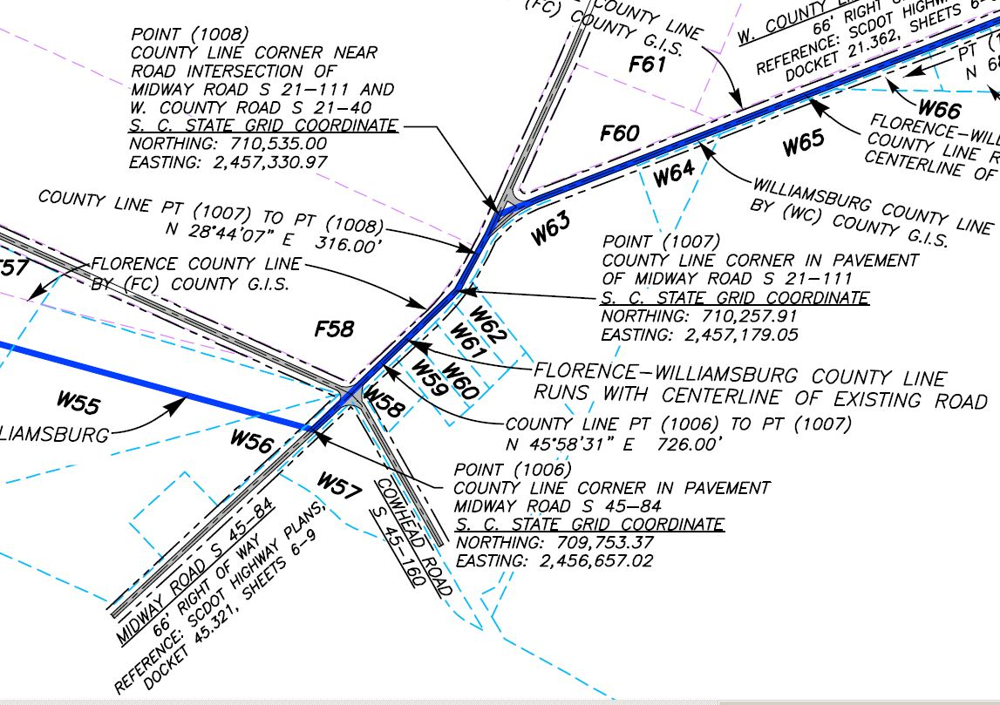 POINT (1008)
COUNTY LINE CORNER NEAR
ROAD INTERSECTION OF
MIDWAY ROAD S 21-111 AND
W. COUNTY ROAD S 21-40
S. C. STATE GRID COORDINATE
NORTHING: 710,535.00
EASTING: 2,457,330.97
(FC) COUNTY G.I.S.
COUNTY LINE
F61
W. COUNTY
66' RIGHT OF
REFERENCE: SCDOT HIGHWAY
DOCKET 21.362, SHEETS 6-
PT
N 68
W66
F60
W65
W64
FLORENCE-WIL
COUNTY LINE R
CENTERLINE OF
WILLIAMSBURG COUNTY LINE
BY (WC) COUNTY G.I.S.
COUNTY LINE PT (1007) TO PT (1008)
N 28°44'07" E 316.00'
W63
POINT (1007)
COUNTY LINE CORNER IN PAVEMENT
OF MIDWAY ROAD S 21-111
S. C. STATE GRID COORDINATE
NORTHING: 710,257.91
EASTING: 2,457,179.05
F57
FLORENCE COUNTY LINE
BY (FC) COUNTY G.I.S.
F58
W62
W61
W60
W59
W58
FLORENCE-WILLIAMSBURG COUNTY LINE
RUNS WITH CENTERLINE OF EXISTING ROAD
COUNTY LINE PT (1006) TO PT (1007)
N 45°58'31" E 726.00'
W55
LIAMSBURG
W56
W57
POINT (1006)
COUNTY LINE CORNER IN PAVEMENT
MIDWAY ROAD S 45-84
S. C. STATE GRID COORDINATE
NORTHING: 709,753.37
EASTING: 2,456,657.02
COWHEAD ROAD
S 45-160
MIDWAY ROAD S 45-84
66' RIGHT OF WAY
REFERENCE: SCDOT HIGHWAY PLANS,
DOCKET 45.321, SHEETS 6-9